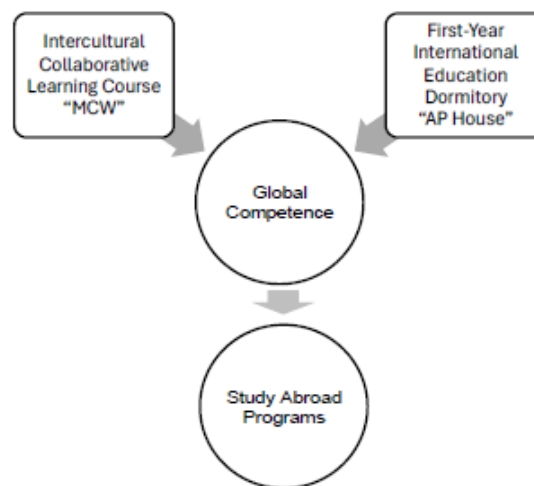 Intercultural
Collaborative
Learning Course
“MCW”
First-Year
International
Education
Dormitory
“AP House”
Global
Competence
Study Abroad
Programs